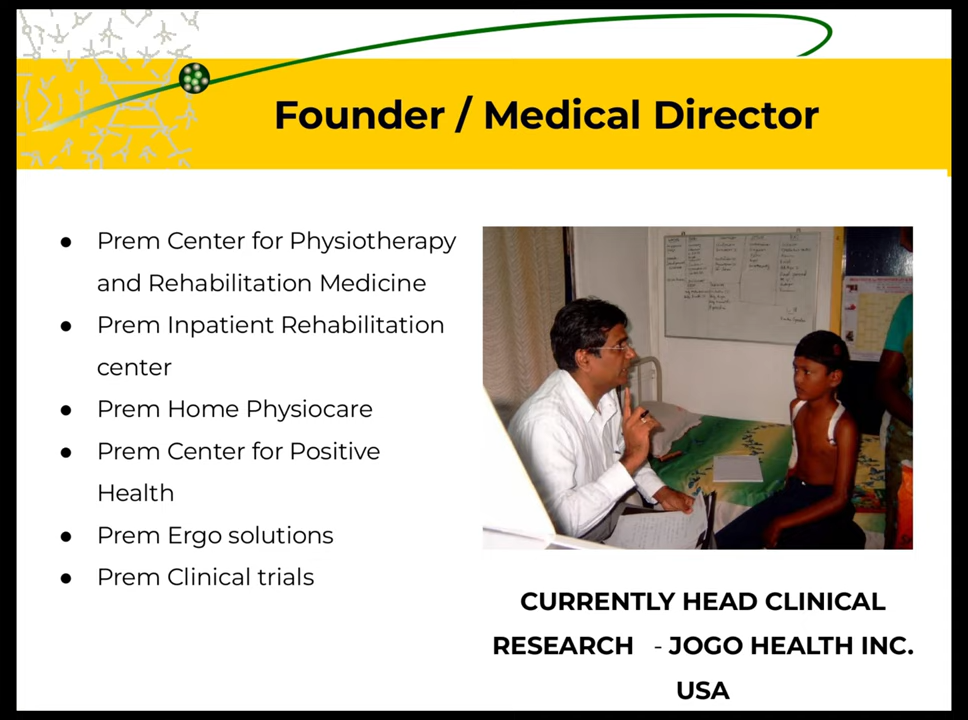 Founder / Medical Director
● Prem Center for Physiotherapy
and Rehabilitation Medicine
● Prem Inpatient Rehabilitation
center
● Prem Home Physiocare
● Prem Center for Positive
Health
● Prem Ergo solutions
● Prem Clinical trials
CURRENTLY HEAD CLINICAL
RESEARCH - JOGO HEALTH INC.
USA